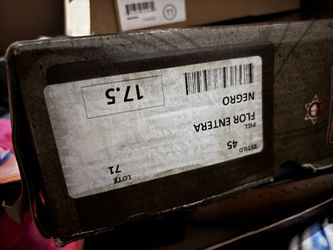 ESTILO
45
PIEL
FLOR ENTERA
NEGRO
LOTE
71
17.5